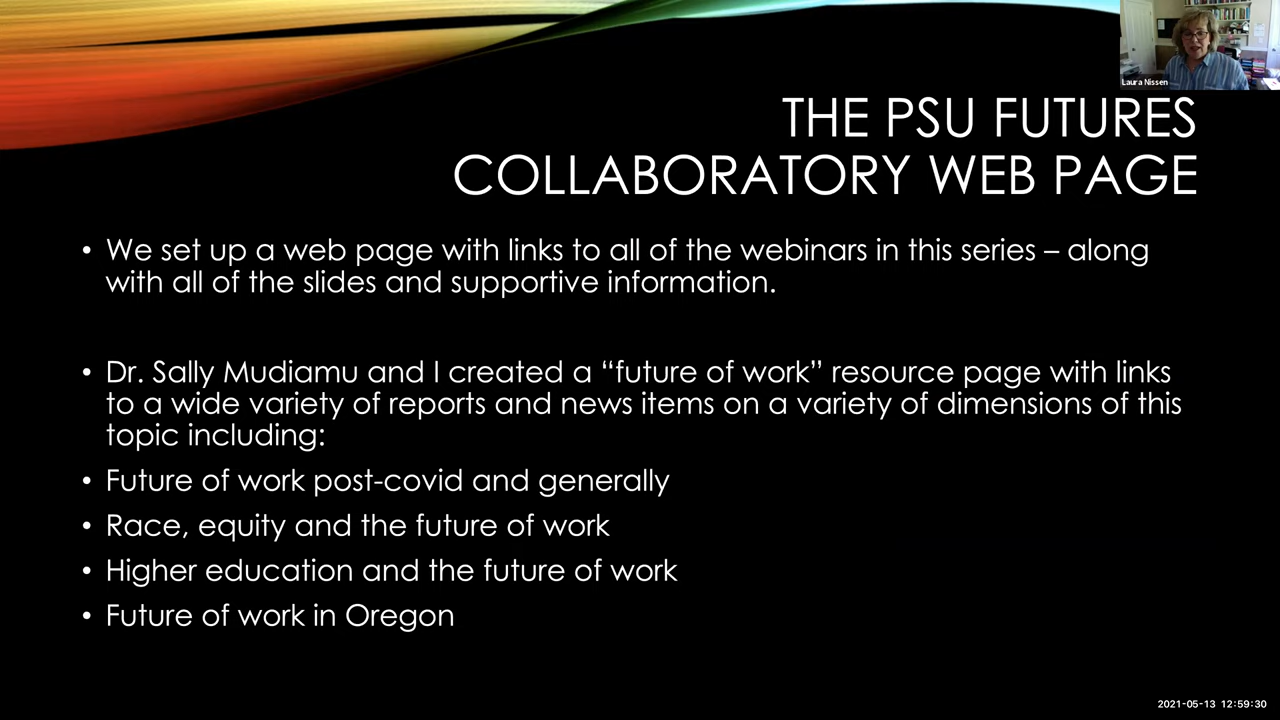 Laura Nissen
THE PSU FUTURES
COLLABORATORY WEB PAGE
• We set up a web page with links to all of the webinars in this series – along
with all of the slides and supportive information.
• Dr. Sally Mudiamu and I created a “future of work” resource page with links
to a wide variety of reports and news items on a variety of dimensions of this
topic including:
• Future of work post-covid and generally
• Race, equity and the future of work
• Higher education and the future of work
• Future of work in Oregon
2021-05-13 12:59:30